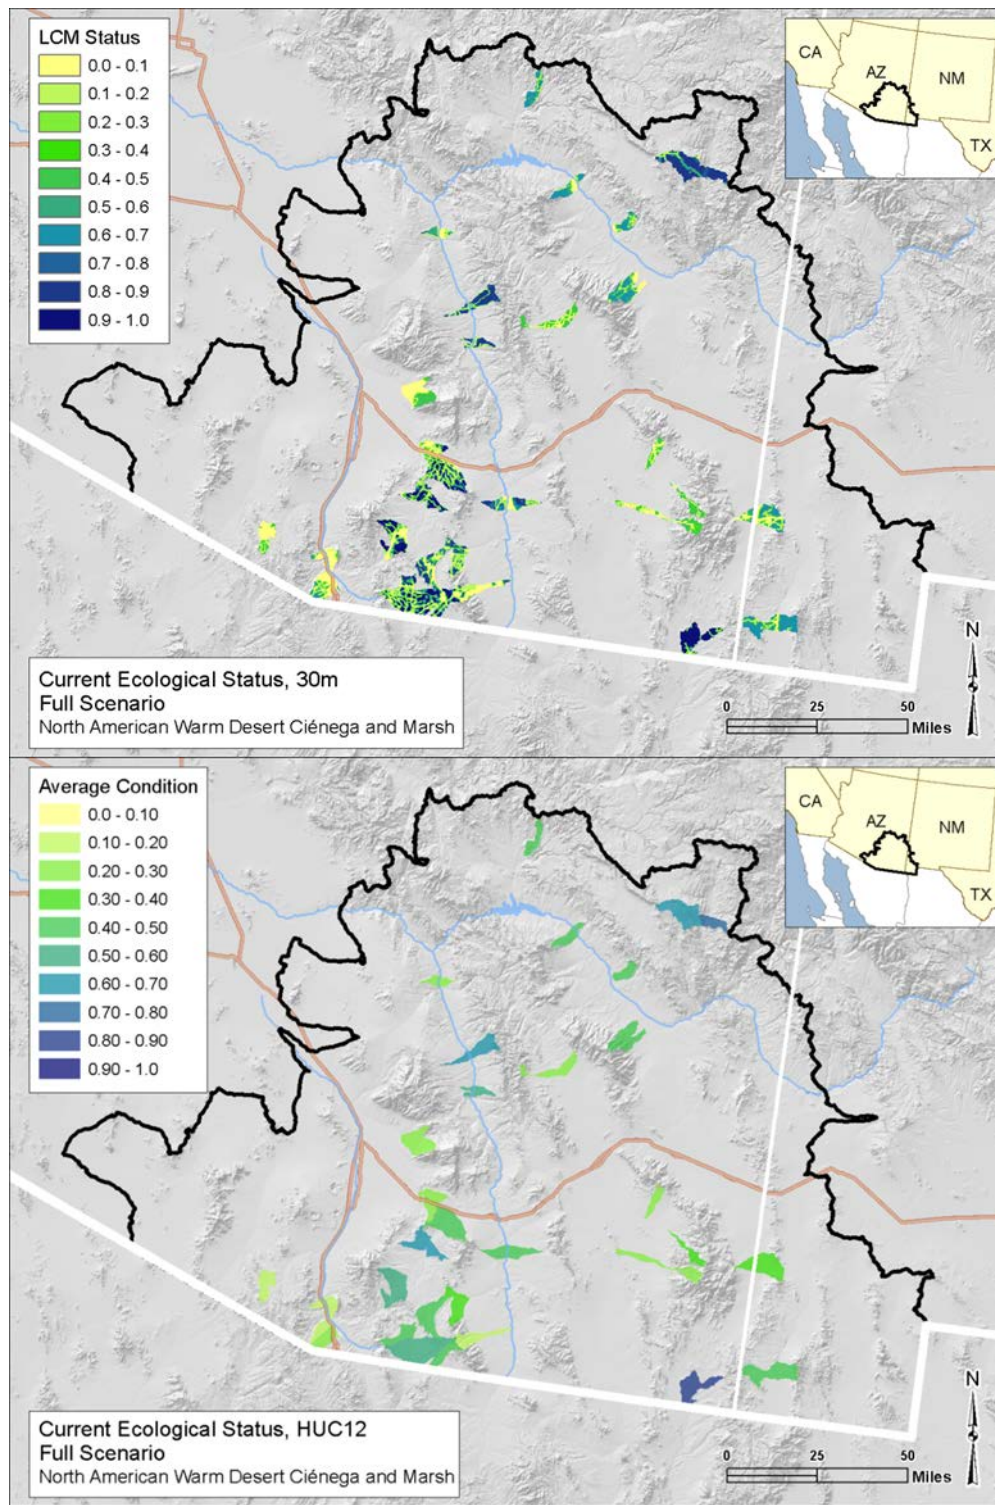 LCM Status
0.0 - 0.1
0.1 - 0.2
0.2 - 0.3
0.3 - 0.4
0.4 - 0.5
0.5 - 0.6
0.6 - 0.7
0.7 - 0.8
0.8 - 0.9
0.9 - 1.0
CA
AZ
NM
TX
N
0 25 50
Miles
Current Ecological Status, 30m
Full Scenario
North American Warm Desert Ciénega and Marsh
Average Condition
0.0 - 0.10
0.10 - 0.20
0.20 - 0.30
0.30 - 0.40
0.40 - 0.50
0.50 - 0.60
0.60 - 0.70
0.70 - 0.80
0.80 - 0.90
0.90 - 1.0
CA
AZ
NM
TX
N
0 25 50
Miles
Current Ecological Status, HUC12
Full Scenario
North American Warm Desert Ciénega and Marsh